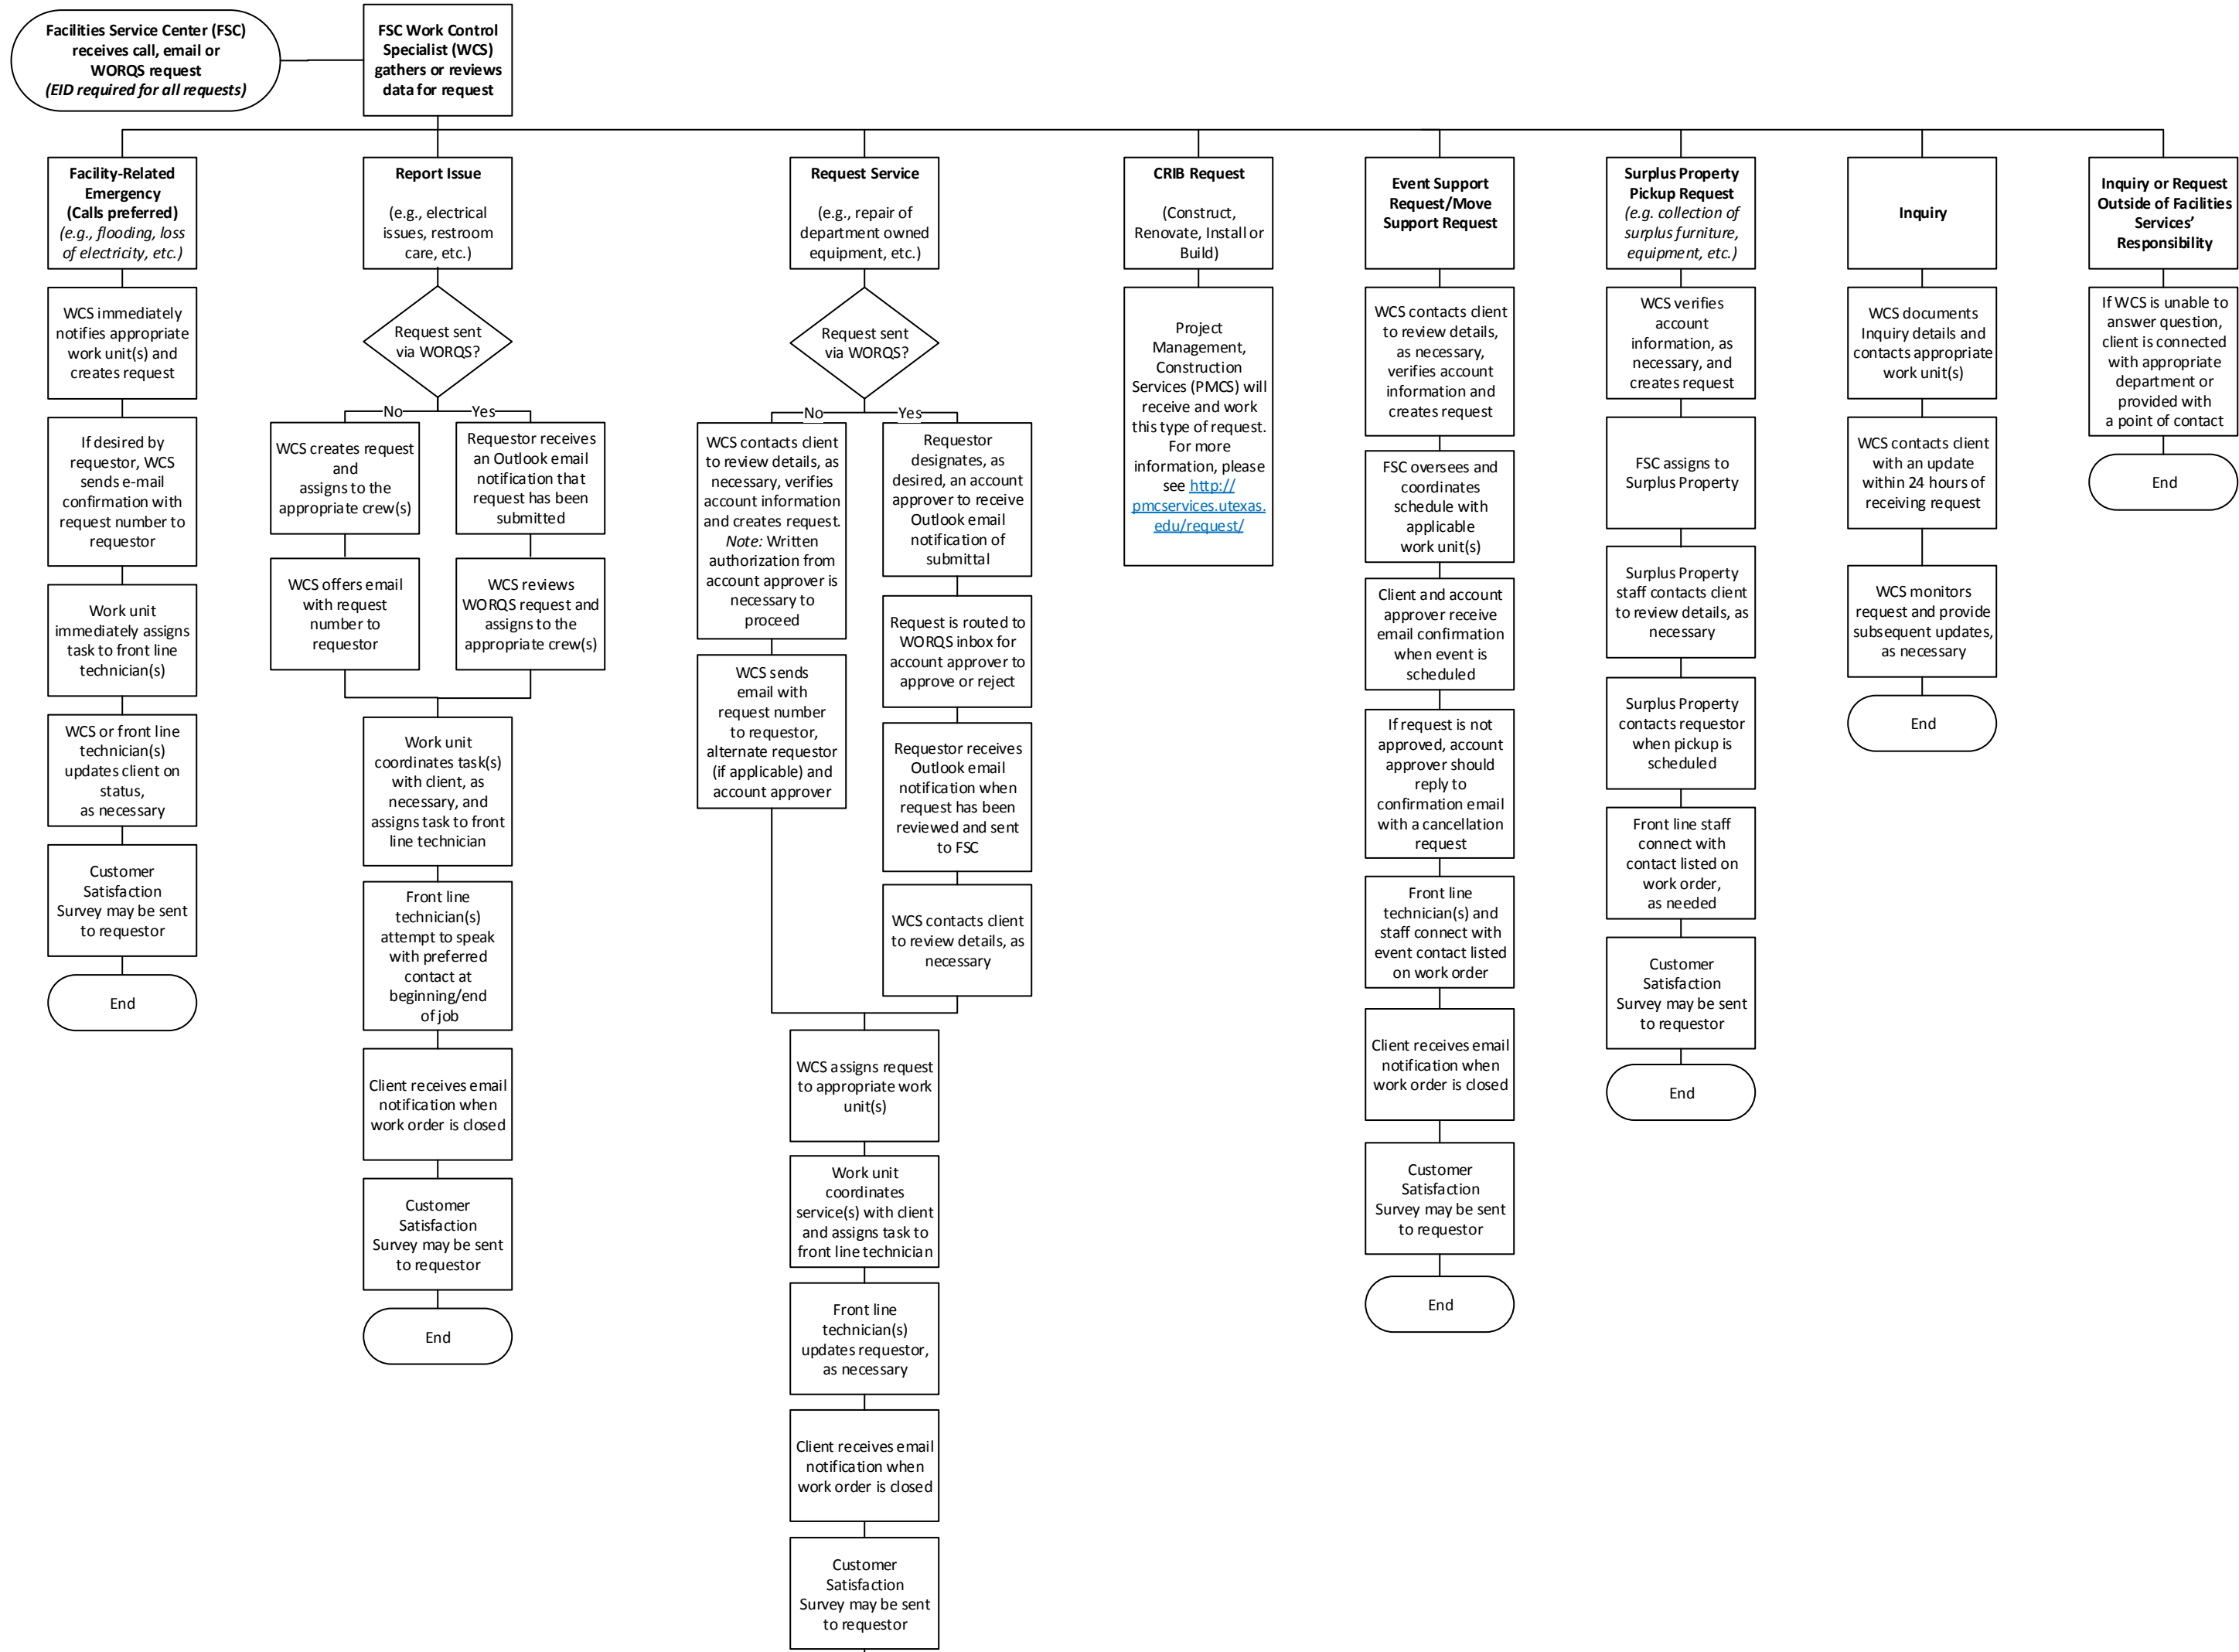 Facilities Service Center (FSC)
receives call, email or
WORQS request
(EID required for all requests)
FSC Work Control
Specialist (WCS)
gathers or reviews
data for request
Facility-Related
Emergency
(Calls preferred)
(e.g., flooding, loss
of electricity, etc.)
WCS immediately
notifies appropriate
work unit(s) and
creates request
If desired by
requestor, WCS
sends e-mail
confirmation with
request number to
requestor
Work unit
immediately assigns
task to front line
technician(s)
WCS or front line
technician(s)
updates client on
status,
as necessary
Customer
Satisfaction
Survey may be sent
to requestor
End
Report Issue
(e.g., electrical
issues, restroom
care, etc.)
Request sent
via WORQS?
No
Yes
WCS creates request
and
assigns to the
appropriate crew(s)
WCS offers email
with request
number to
requestor
Requestor receives
an Outlook email
notification that
request has been
submitted
WCS reviews
WORQS request and
assigns to the
appropriate crew(s)
Work unit
coordinates task(s)
with client, as
necessary, and
assigns task to front
line technician
Front line
technician(s)
attempt to speak
with preferred
contact at
beginning/end
of job
Client receives email
notification when
work order is closed
Customer
Satisfaction
Survey may be sent
to requestor
End
Request Service
(e.g., repair of
department owned
equipment, etc.)
Request sent
via WORQS?
No
Yes
WCS contacts client
to review details, as
necessary, verifies
account information
and creates request.
Note: Written
authorization from
account approver is
necessary to
proceed
WCS sends
email with
request number
to requestor,
alternate requestor
(if applicable) and
account approver
Requestor
designates, as
desired, an account
approver to receive
Outlook email
notification of
submittal
Request is routed to
WORQS inbox for
account approver to
approve or reject
Requestor receives
Outlook email
notification when
request has been
reviewed and sent
to FSC
WCS contacts client
to review details, as
necessary
WCS assigns request
to appropriate work
unit(s)
Work unit
coordinates
service(s) with client
and assigns task to
front line technician
Front line
technician(s)
updates requestor,
as necessary
Client receives email
notification when
work order is closed
Customer
Satisfaction
Survey may be sent
to requestor
CRIB Request
(Construct,
Renovate, Install or
Build)
Project
Management,
Construction
Services (PMCS) will
receive and work
this type of request.
For more
information, please
see http://
pmcservices.utexas.
edu/request/
Event Support
Request/Move
Support Request
WCS contacts client
to review details,
as necessary,
verifies account
information and
creates request
FSC oversees and
coordinates
schedule with
applicable
work unit(s)
Client and account
approver receive
email confirmation
when event is
scheduled
If request is not
approved, account
approver should
reply to
confirmation email
with a cancellation
request
Front line
technician(s) and
staff connect with
event contact listed
on work order
Client receives email
notification when
work order is closed
Customer
Satisfaction
Survey may be sent
to requestor
End
Surplus Property
Pickup Request
(e.g. collection of
surplus furniture,
equipment, etc.)
WCS verifies
account
information, as
necessary, and
creates request
FSC assigns to
Surplus Property
Surplus Property
staff contacts client
to review details, as
necessary
Surplus Property
contacts requestor
when pickup is
scheduled
Front line staff
connect with
contact listed on
work order,
as needed
Customer
Satisfaction
Survey may be sent
to requestor
End
Inquiry
WCS documents
Inquiry details and
contacts appropriate
work unit(s)
WCS contacts client
with an update
within 24 hours of
receiving request
WCS monitors
request and provide
subsequent updates,
as necessary
End
Inquiry or Request
Outside of Facilities
Services’
Responsibility
If WCS is unable to
answer question,
client is connected
with appropriate
department or
provided with
a point of contact
End